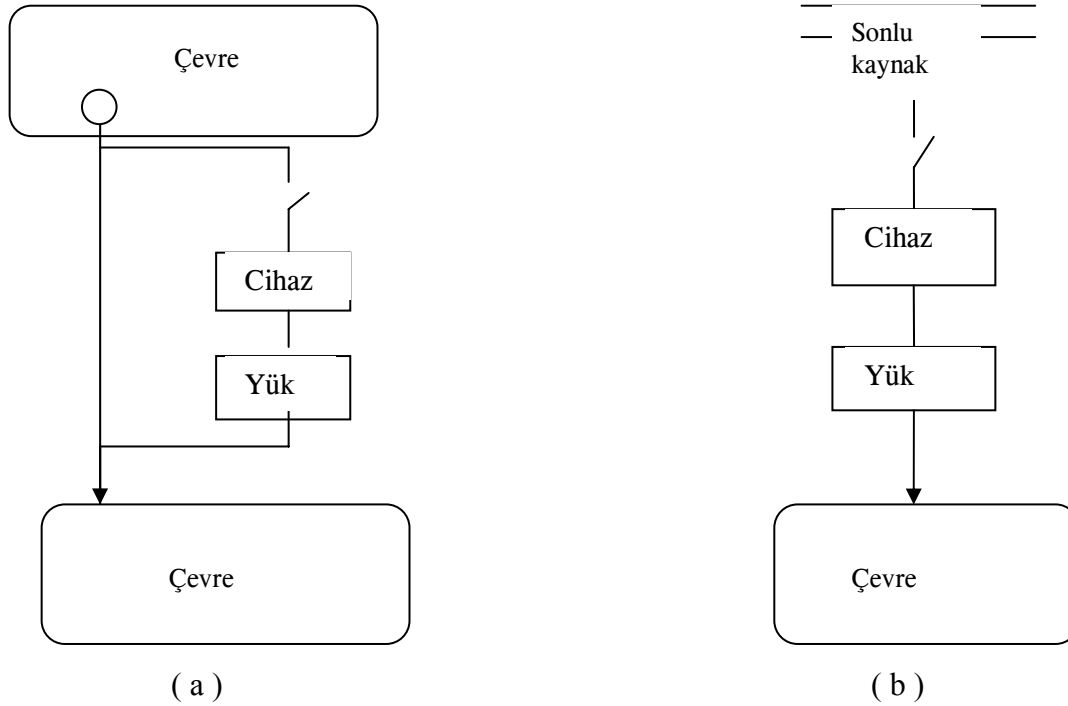 Çevre
Cihaz
Yük
Çevre
( a )
Sonlu
kaynak
Cihaz
Yük
Çevre
( b )